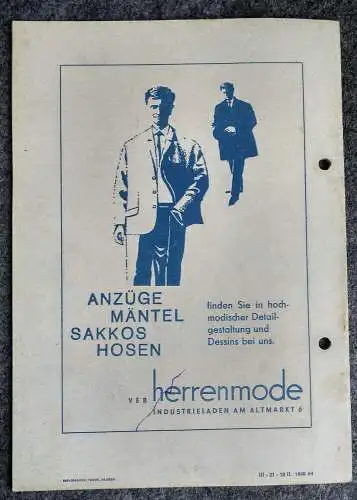 ANZÜGE
MÄNTEL
SAKKOS
HOSEN
finden Sie in hoch-
modischer Detail-
gestaltung und
Dessins bei uns.
VEB herrenmode
INDUSTRIELADEN AM ALTMARKT 6